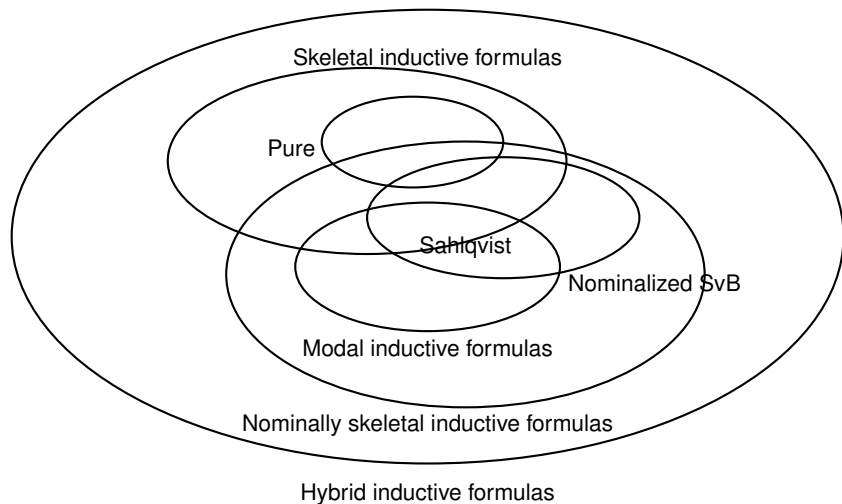 Skeletal inductive formulas
Pure
Sahlqvist
Nominalized SvB
Modal inductive formulas
Nominally skeletal inductive formulas
Hybrid inductive formulas